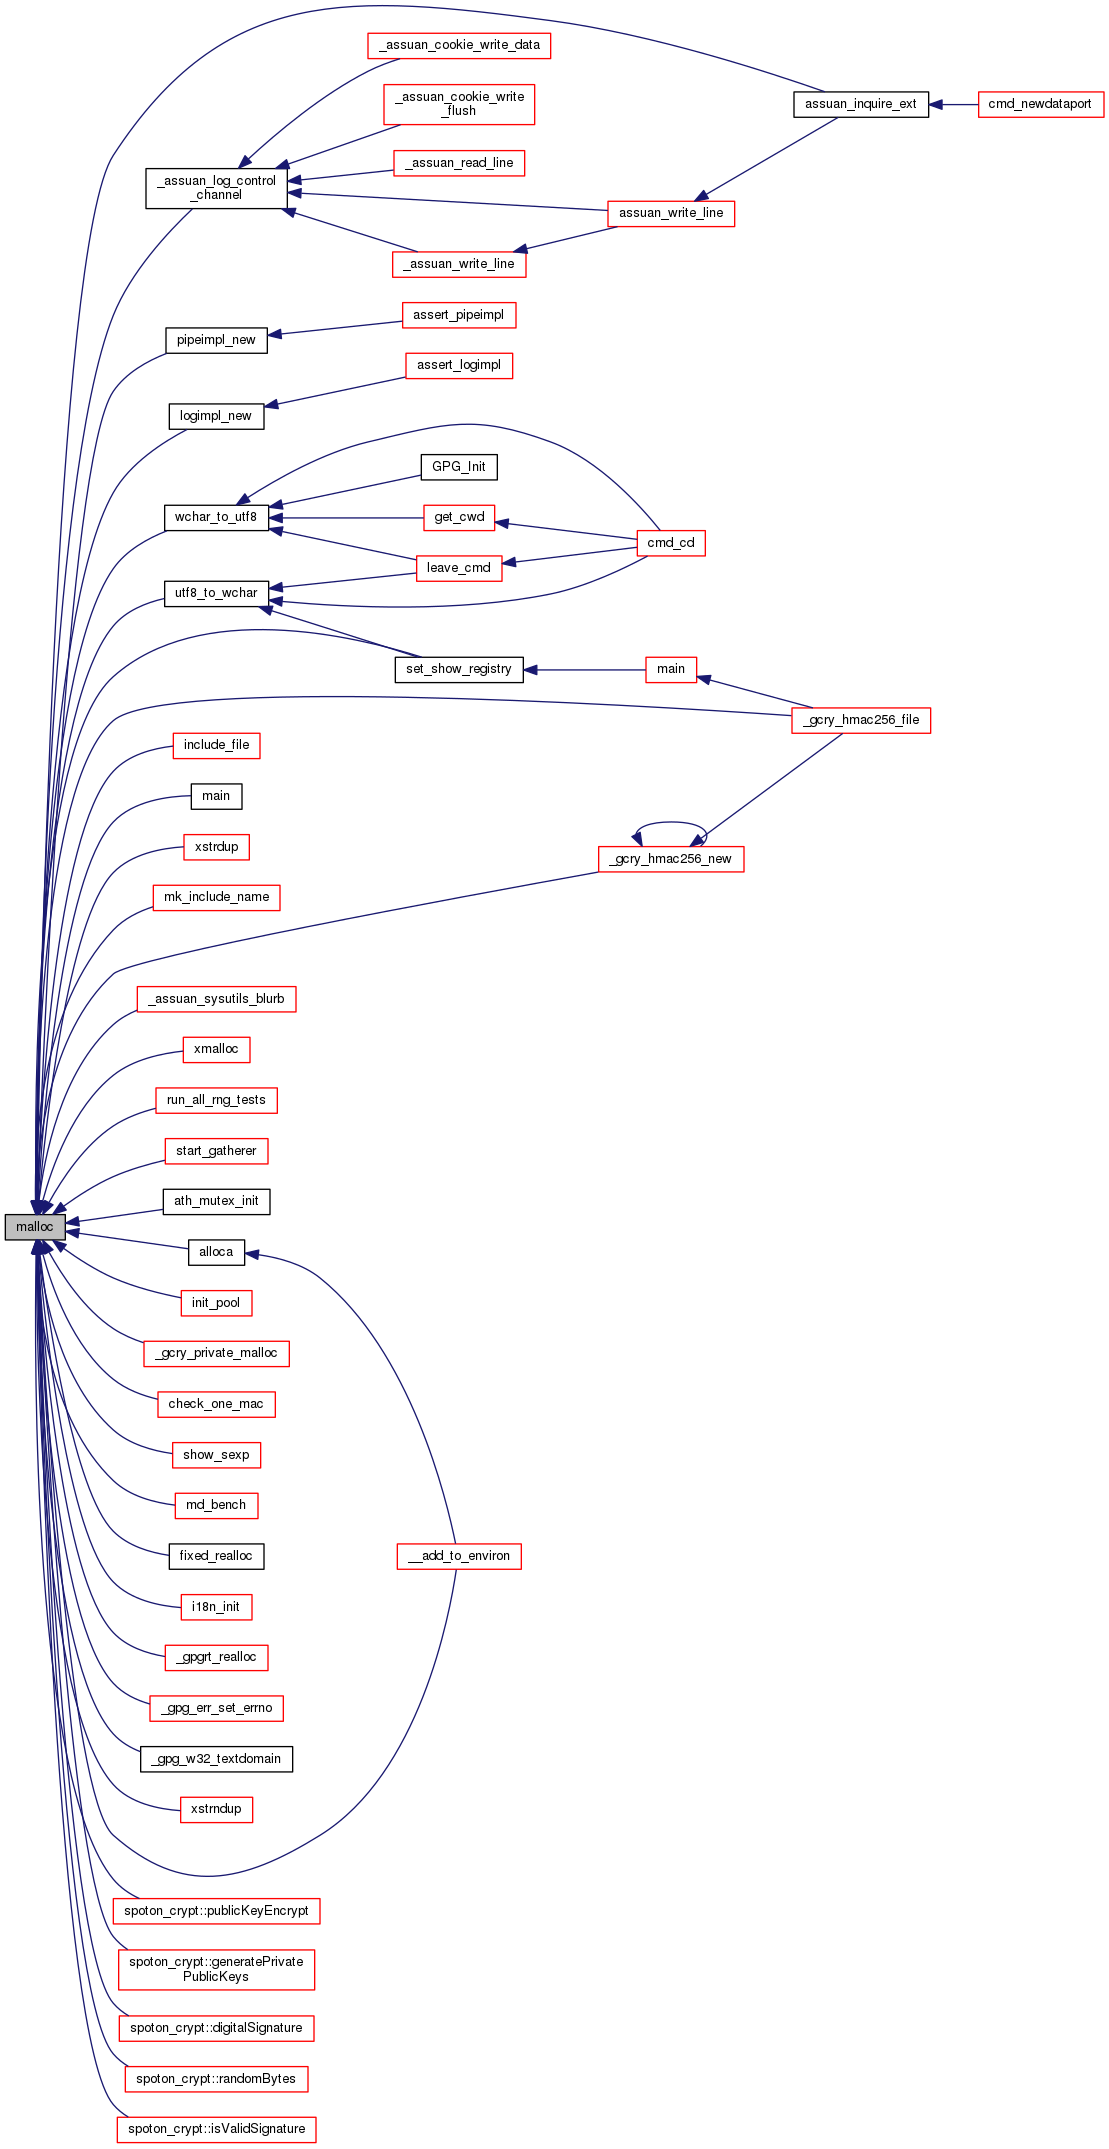 _assuan_cookie_write_data
_assuan_cookie_write
_flush
assuan_inquire_ext
cmd_newdataport
_assuan_read_line
_assuan_log_control
_channel
assuan_write_line
_assuan_write_line
assert_pipeimpl
pipeimpl_new
assert_logimpl
logimpl_new
GPG_Init
wchar_to_utf8
get_cwd
cmd_cd
leave_cmd
utf8_to_wchar
set_show_registry
main
_gcry_hmac256_file
include_file
main
xstrdup
_gcry_hmac256_new
mk_include_name
_assuan_sysutils_blurb
xmalloc
run_all_rng_tests
start_gatherer
ath_mutex_init
malloc
alloca
init_pool
_gcry_private_malloc
check_one_mac
show_sexp
md_bench
fixed_realloc
__add_to_environ
i18n_init
_gpgrt_realloc
_gpg_err_set_errno
_gpg_w32_textdomain
xstrndup
spoton_crypt::publicKeyEncrypt
spoton_crypt::generatePrivate
PublicKeys
spoton_crypt::digitalSignature
spoton_crypt::randomBytes
spoton_crypt::isValidSignature